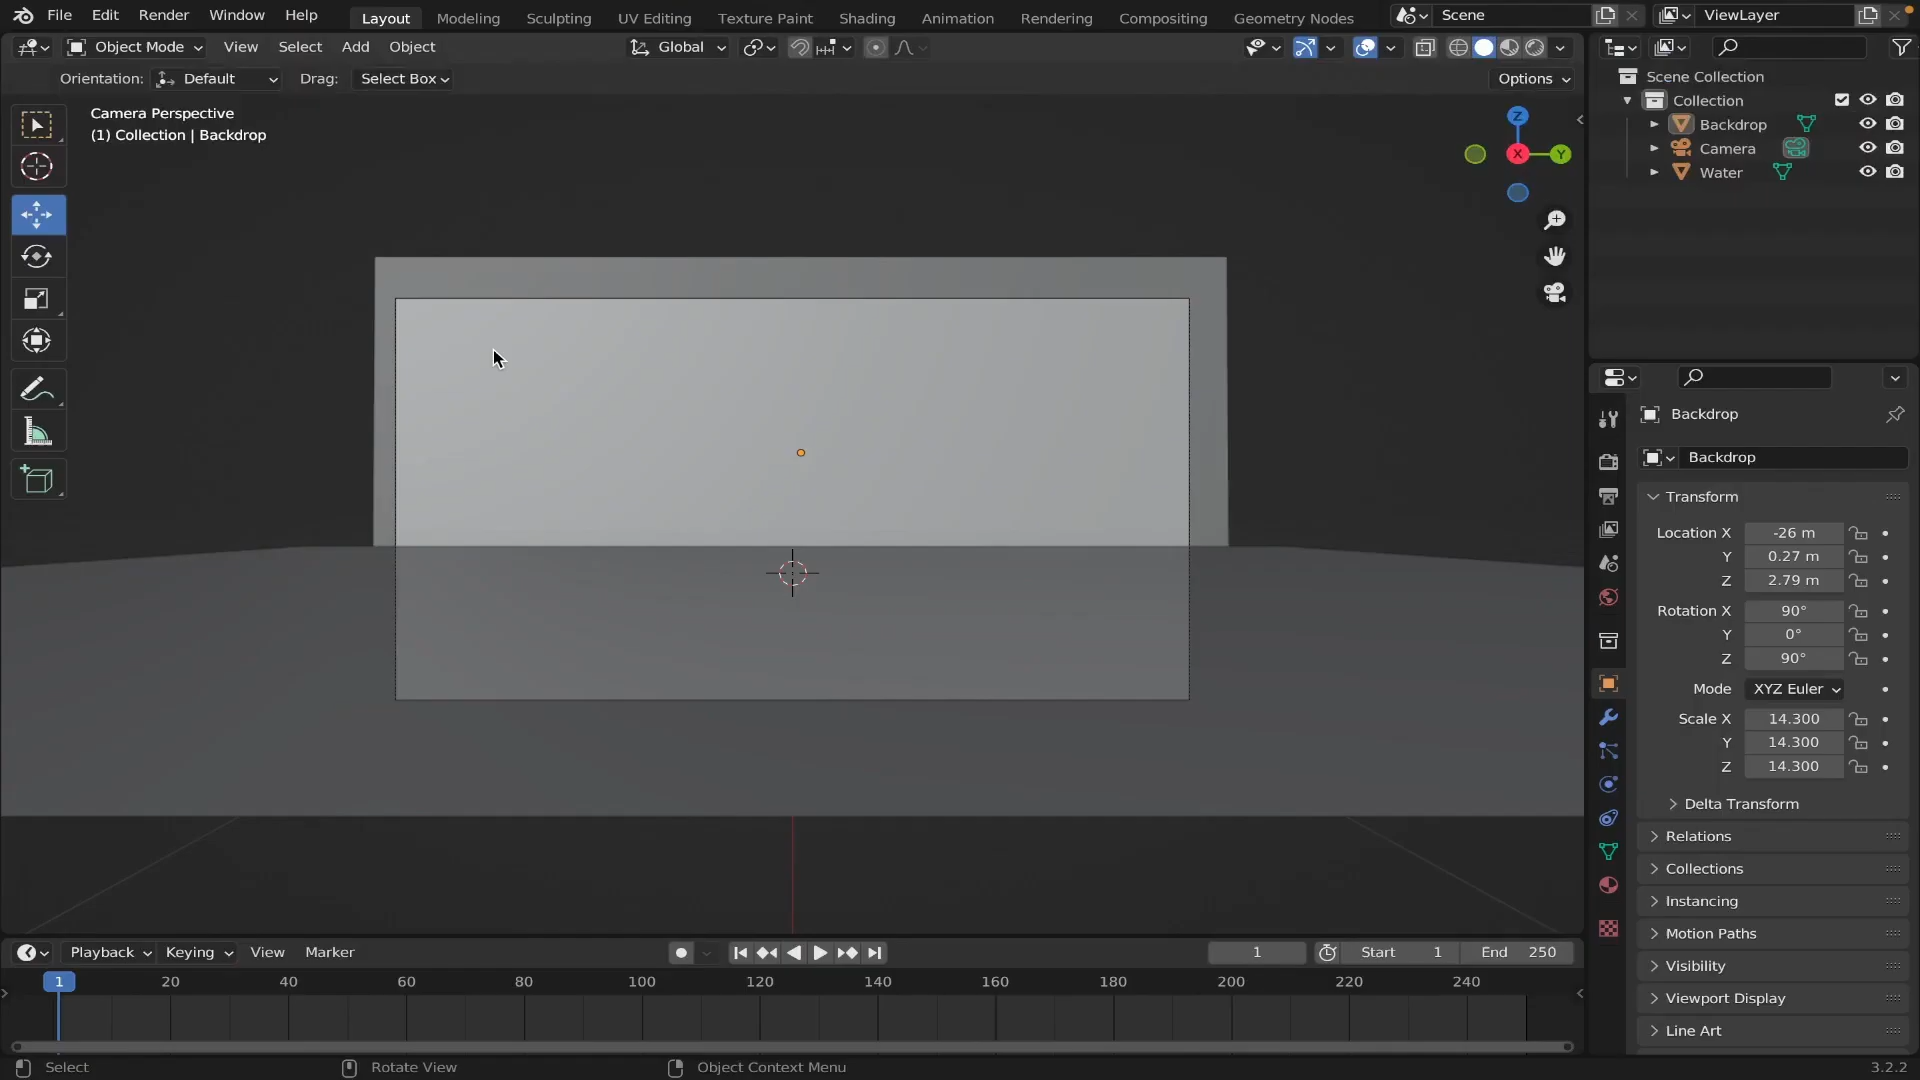 File Edit Render Window Help Layout Modeling Sculpting UV Editing Texture Paint Shading Animation Rendering Compositing Geometry Nodes Scene ViewLayer
Object Mode View Select Add Object Global
Orientation: Default Drag: Select Box Options
Camera Perspective
(1) Collection | Backdrop
Z
X
Y
Scene Collection
Collection
Backdrop
Camera
Water
Backdrop
Backdrop
Transform
Location X -26 m
Y 0.27 m
Z 2.79 m
Rotation X 90°
Y 0°
Z 90°
Mode XYZ Euler
Scale X 14.300
Y 14.300
Z 14.300
Delta Transform
Relations
Collections
Instancing
Motion Paths
Visibility
Viewport Display
Line Art
Playback Keying View Marker 1 Start 1 End 250
1 20 40 60 80 100 120 140 160 180 200 220 240
Select Rotate View Object Context Menu 3.2.2